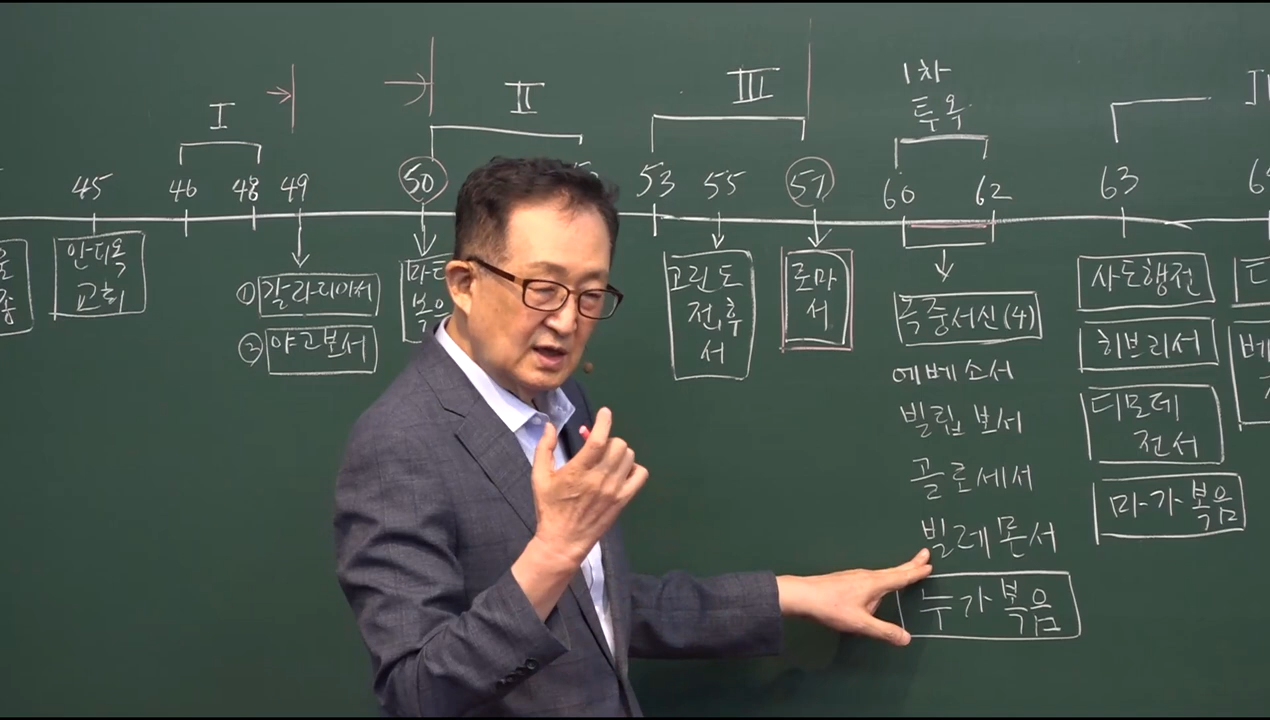 I
II
III
1차
투옥
45
46
48
49
50
53
55
57
60
62
63
안디옥
교회
① 갈라디아서
② 야고보서
고린도
전,후
서
로마
서
옥중서신(4)
에베소서
빌립보서
골로세서
빌레몬서
누가복음
사도행전
히브리서
디모데
전서
마가복음